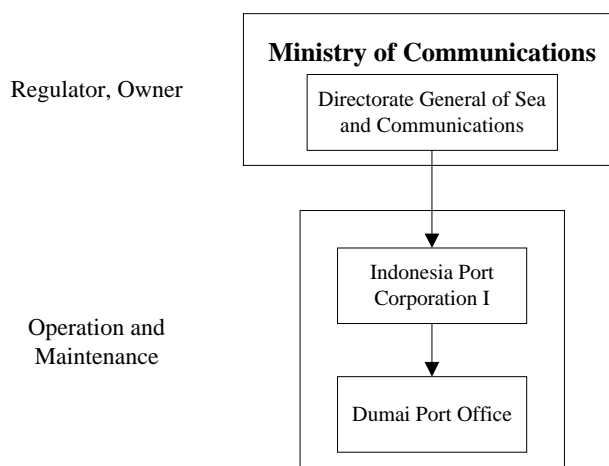 Ministry of Communications
Regulator, Owner
Directorate General of Sea
and Communications
Indonesia Port
Corporation I
Operation and
Maintenance
Dumai Port Office